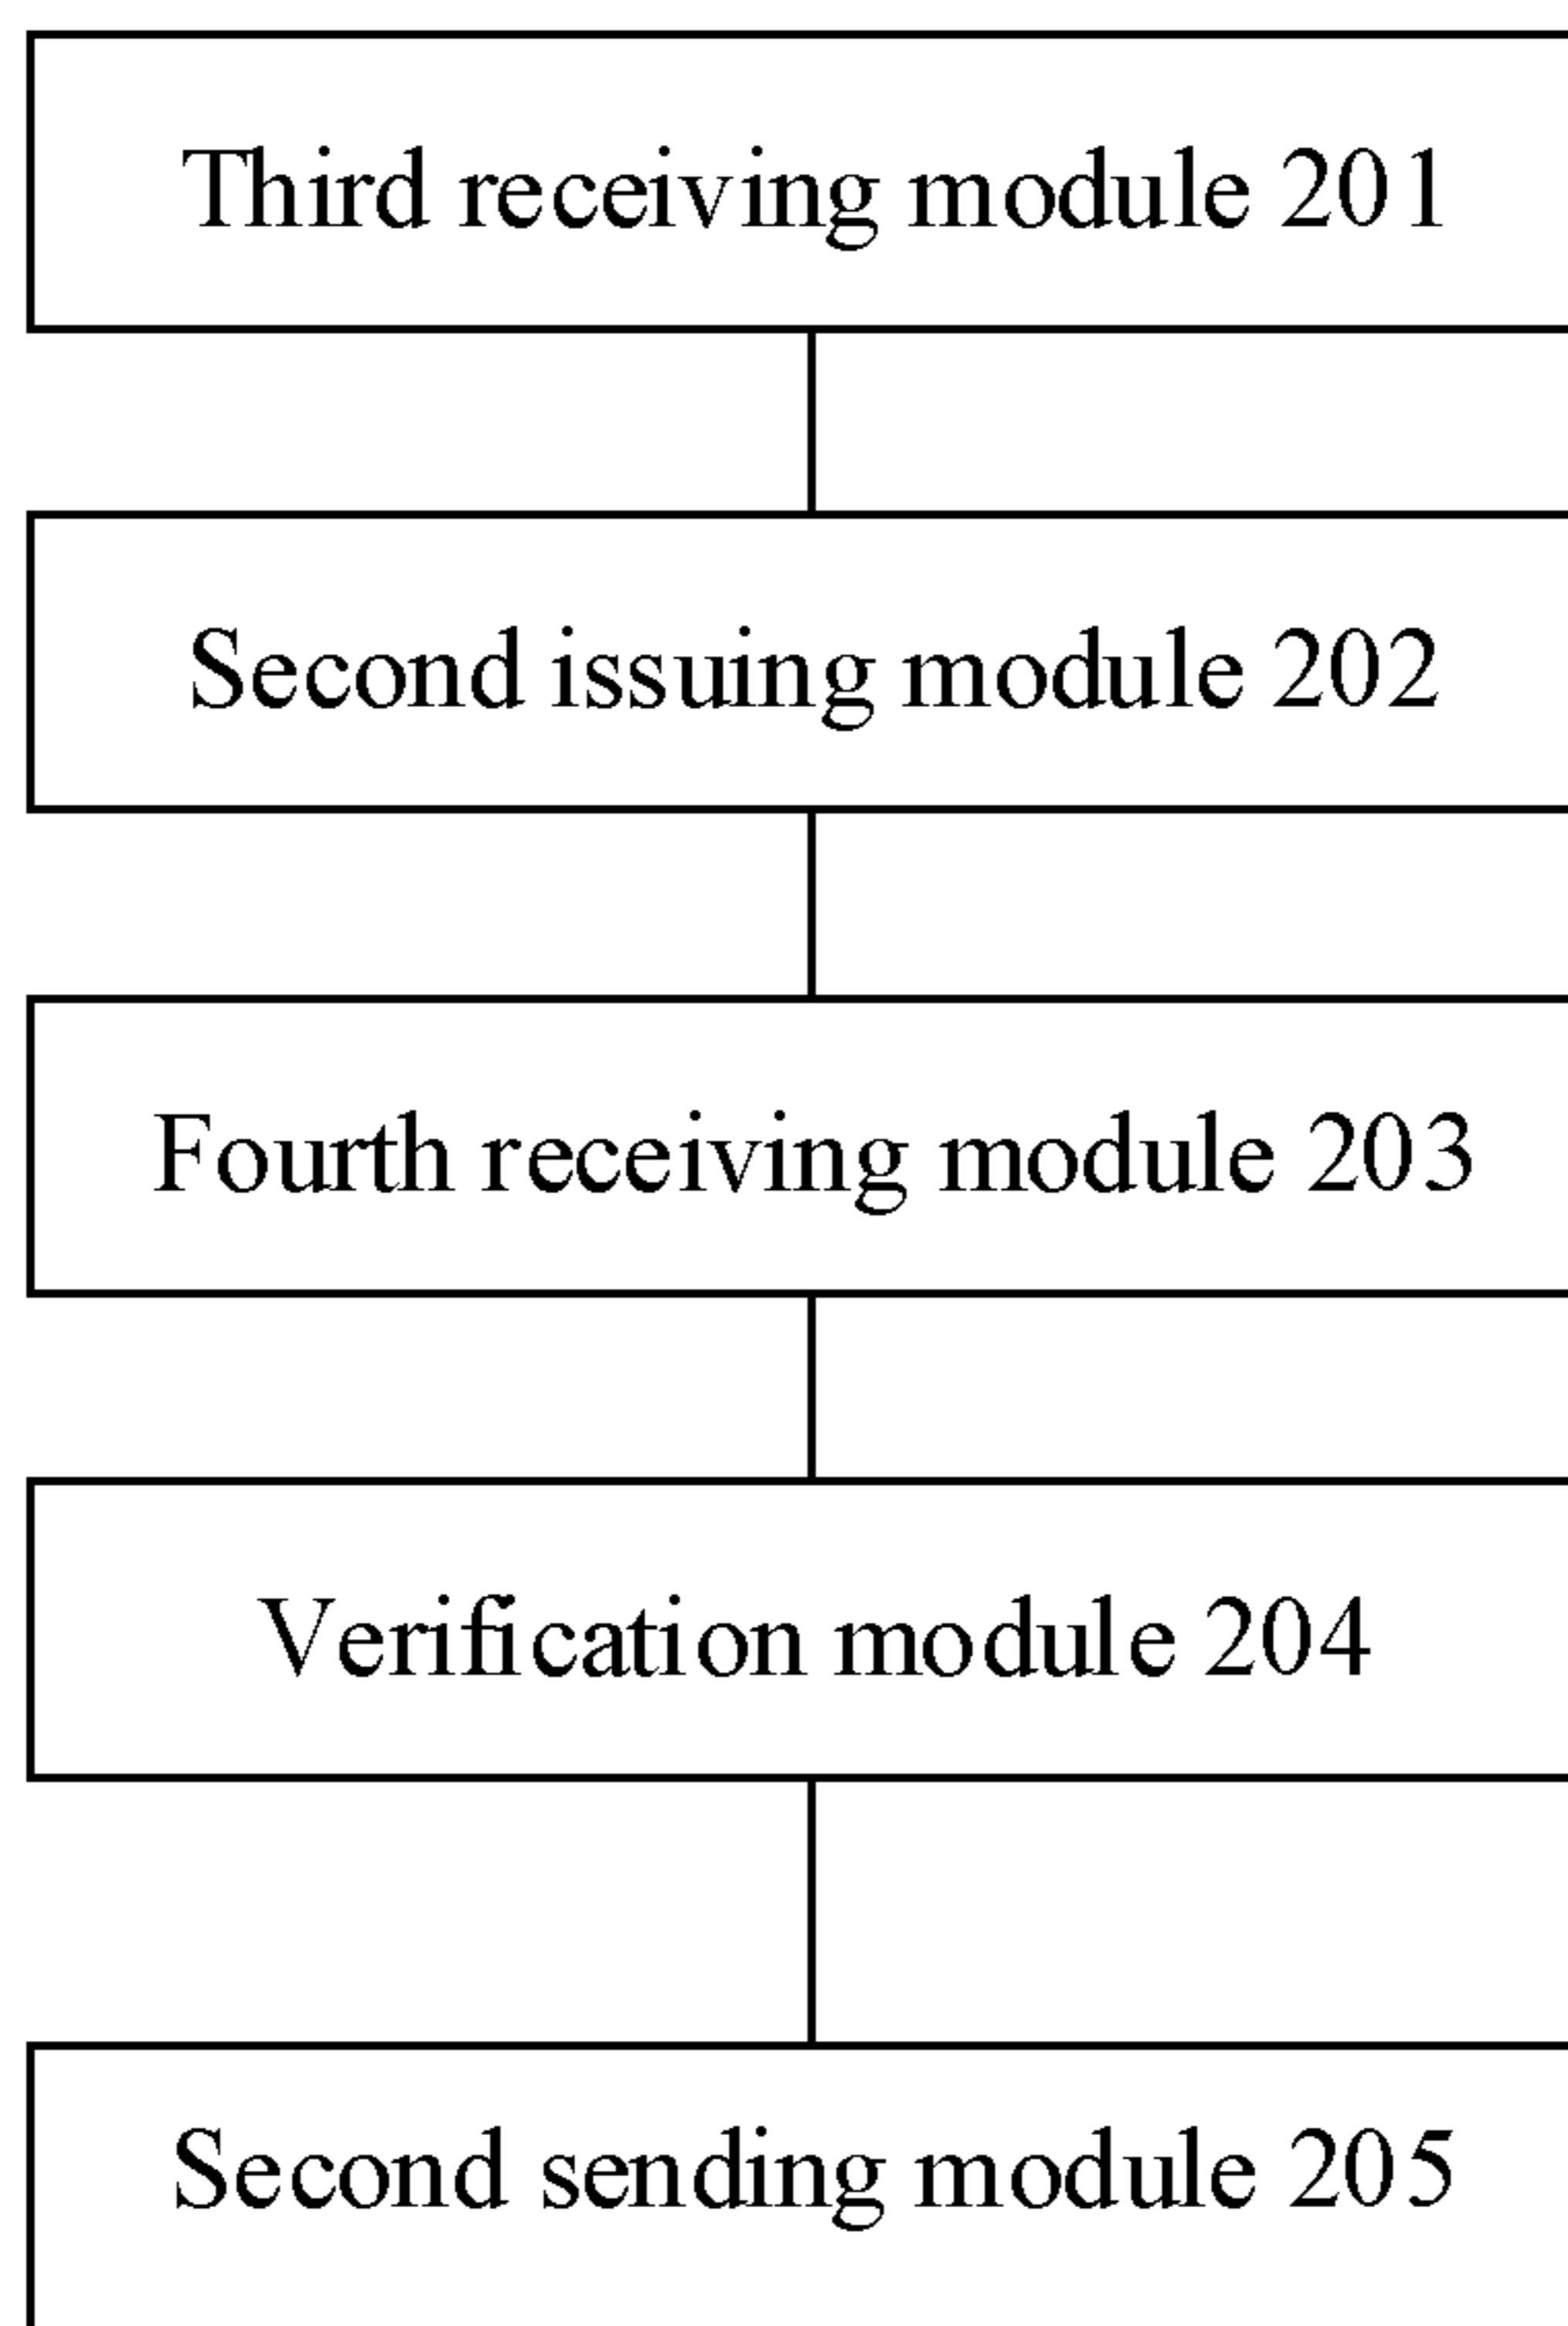 Third receiving module 201
Second issuing module 202
Fourth receiving module 203
Verification module 204
Second sending module 205